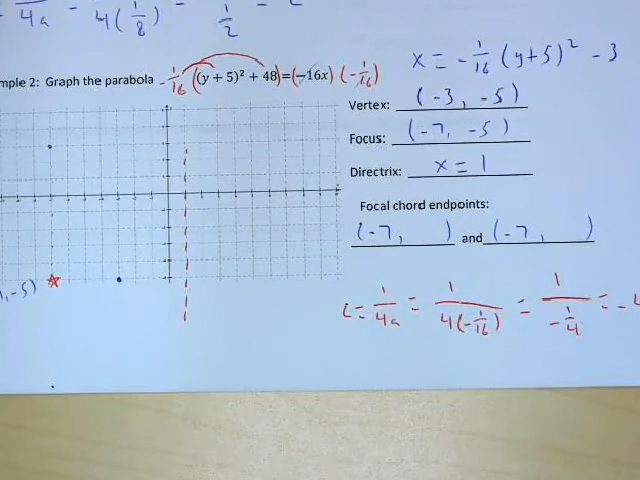 4a 4(1/8) 1/2
mple 2: Graph the parabola -1/16 ((y + 5)² + 48)=(-16x) (-1/16)
x = -1/16 (y+5)² - 3
Vertex: (-3, -5)
Focus: (-7, -5)
Directrix: x = 1
Focal chord endpoints:
(-7, ) and (-7, )
, -5)
c = 1/4a = 1/4(-1/16) = 1/-1/4 = -4